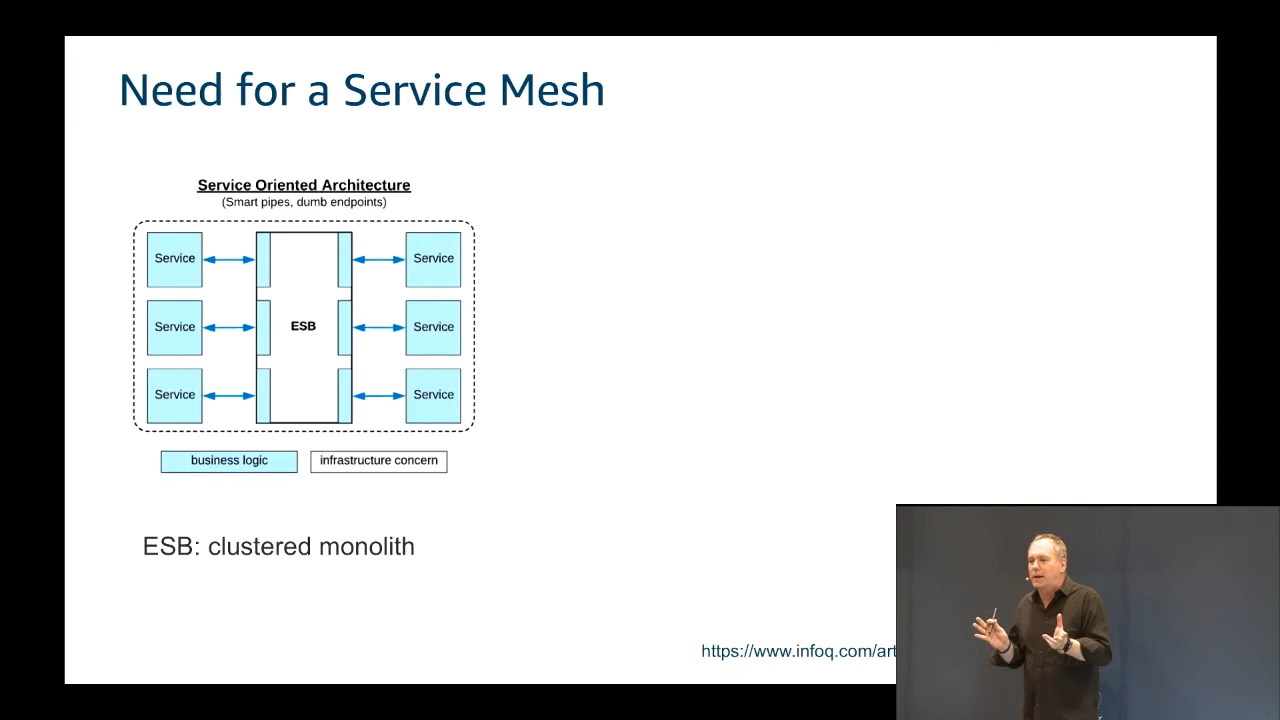 Need for a Service Mesh
Service Oriented Architecture
(Smart pipes, dumb endpoints)
Service
Service
ESB
Service
Service
Service
Service
business logic
infrastructure concern
ESB: clustered monolith
https://www.infoq.com/art